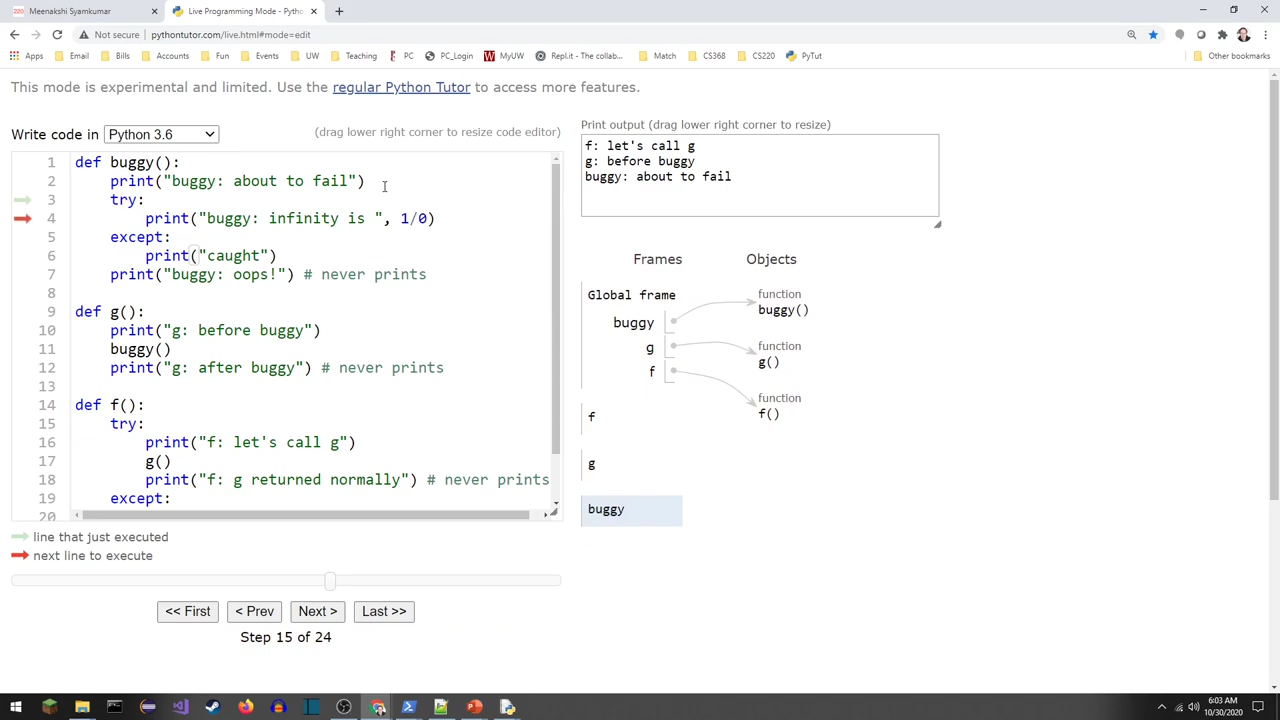 Meenakshi Syamkumar
Live Programming Mode - Pytho
Not secure | pythontutor.com/live.html#mode=edit
Apps Email Bills Accounts Fun Events UW Teaching PC PC_Login MyUW Repl.it - The collab... Match CS368 CS220 PyTut Other bookmarks
This mode is experimental and limited. Use the regular Python Tutor to access more features.
Write code in Python 3.6 (drag lower right corner to resize code editor)
1 def buggy():
2 print("buggy: about to fail")
3 try:
4 print("buggy: infinity is ", 1/0)
5 except:
6 print("caught")
7 print("buggy: oops!") # never prints
8
9 def g():
10 print("g: before buggy")
11 buggy()
12 print("g: after buggy") # never prints
13
14 def f():
15 try:
16 print("f: let's call g")
17 g()
18 print("f: g returned normally") # never prints
19 except:
20
line that just executed
next line to execute
<< First < Prev Next > Last >>
Step 15 of 24
Print output (drag lower right corner to resize)
f: let's call g
g: before buggy
buggy: about to fail
Frames Objects
Global frame
buggy
g
f
function
buggy()
function
g()
function
f()
f
g
buggy
6:03 AM
10/30/2020